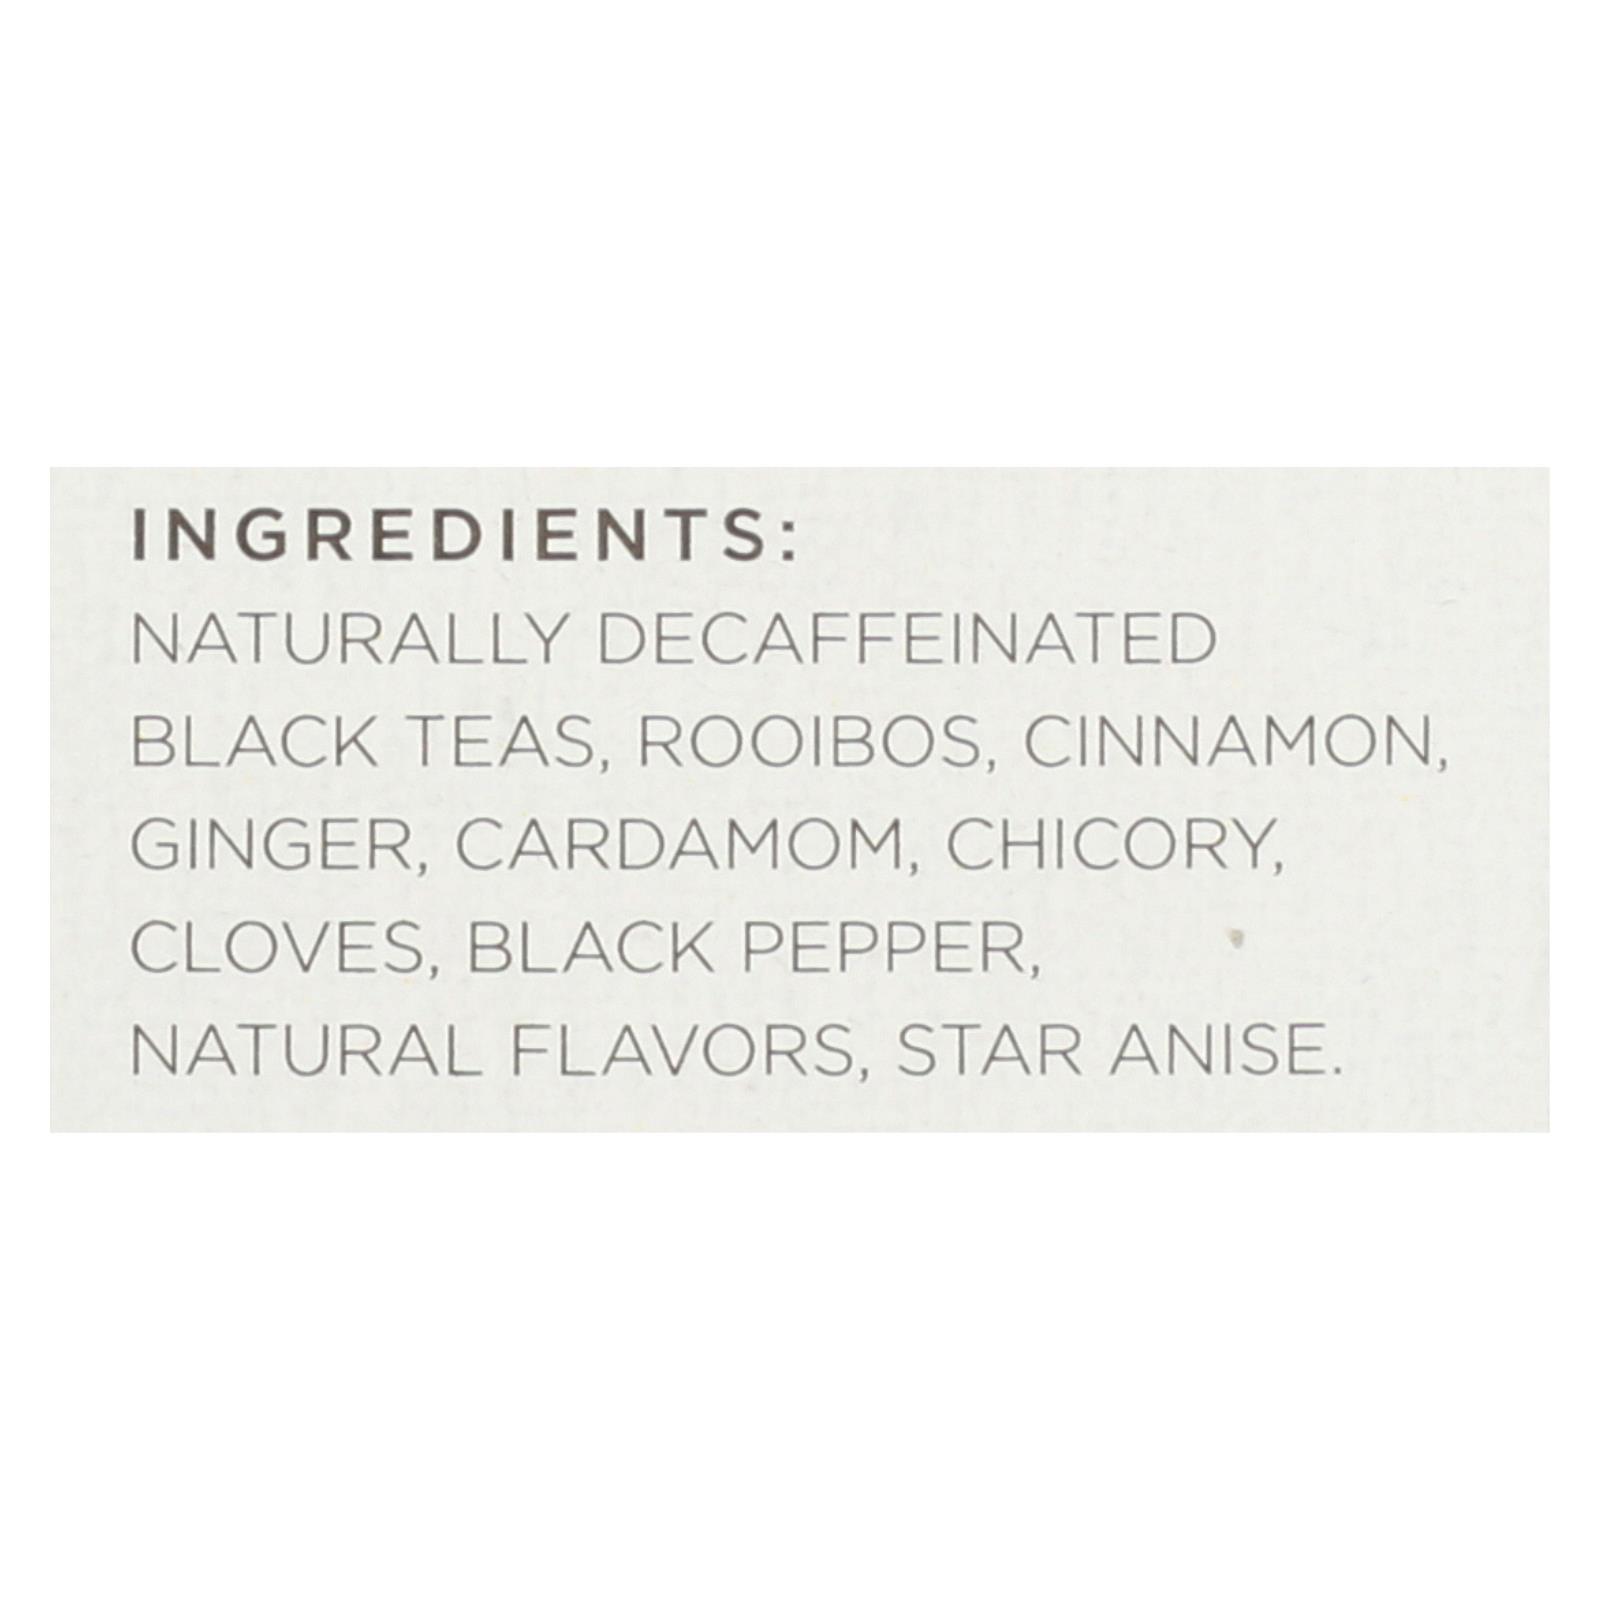 INGREDIENTS:
NATURALLY DECAFFEINATED
BLACK TEAS, ROOIBOS, CINNAMON,
GINGER, CARDAMOM, CHICORY,
CLOVES, BLACK PEPPER,
NATURAL FLAVORS, STAR ANISE.